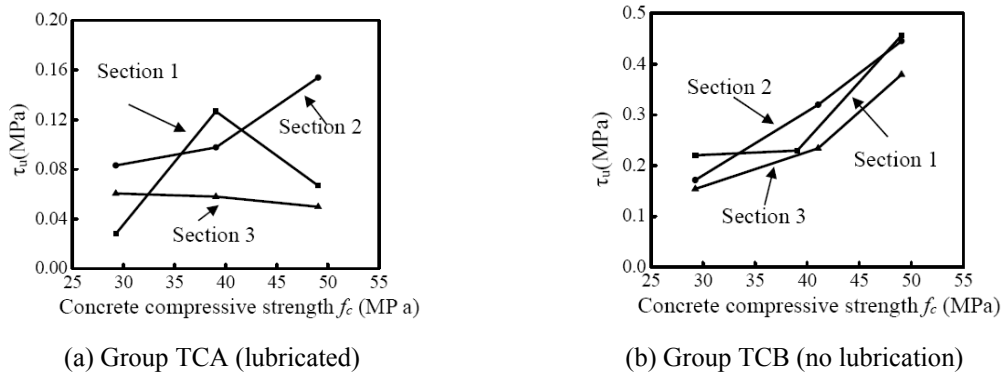 0.20
0.16
0.12
0.08
0.04
0.00
τu(MPa)
Section 1
Section 2
Section 3
25 30 35 40 45 50 55
Concrete compressive strength fc (MP a)
(a) Group TCA (lubricated)
0.5
0.4
0.3
0.2
0.1
0.0
τu(MPa)
Section 2
Section 1
Section 3
25 30 35 40 45 50 55
Concrete compressive strength fc (MPa)
(b) Group TCB (no lubrication)